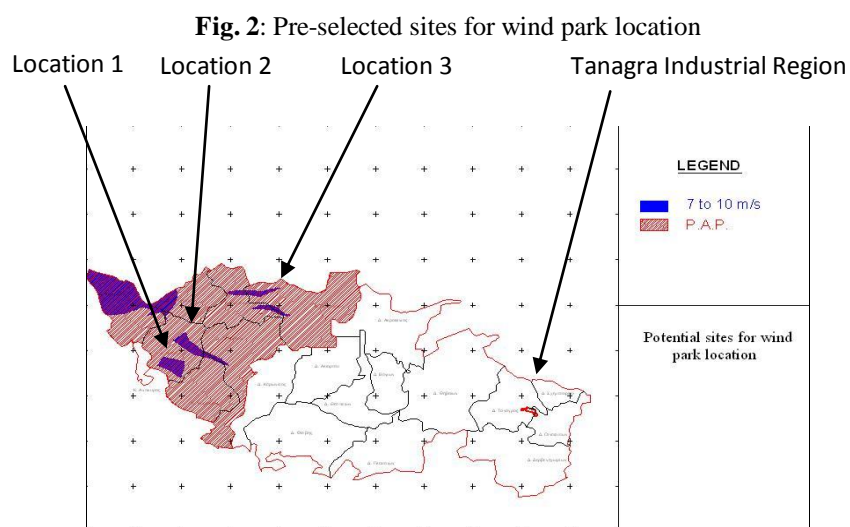 Fig. 2: Pre-selected sites for wind park location
Location 1 Location 2 Location 3 Tanagra Industrial Region
LEGEND
7 to 10 m/s
P.A.P.
Potential sites for wind
park location